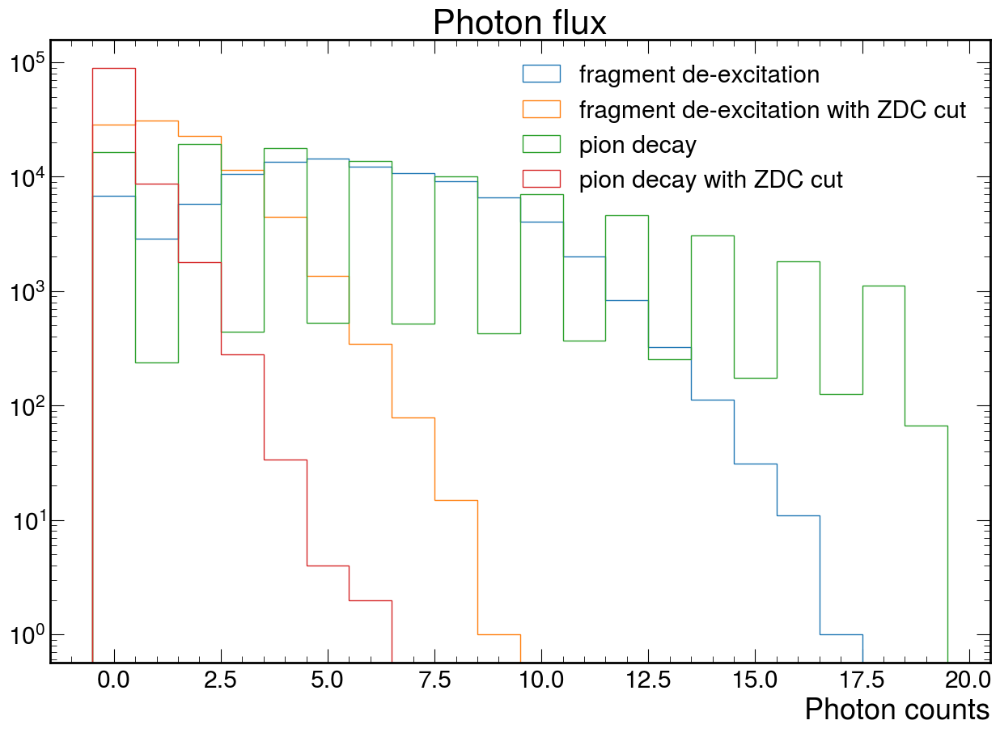 Photon flux
fragment de-excitation
fragment de-excitation with ZDC cut
pion decay
pion decay with ZDC cut
10^5
10^4
10^3
10^2
10^1
10^0
0.0 2.5 5.0 7.5 10.0 12.5 15.0 17.5 20.0
Photon counts